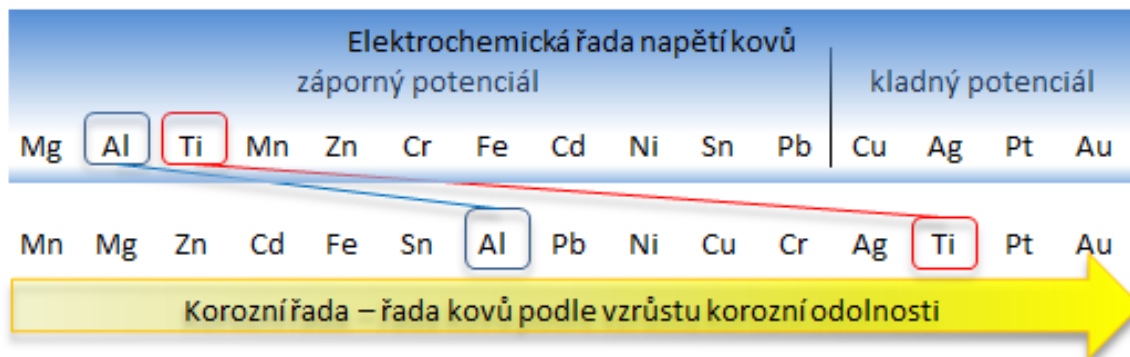 Elektrochemická řada napětí kovů
záporný potenciál kladný potenciál
Mg Al Ti Mn Zn Cr Fe Cd Ni Sn Pb Cu Ag Pt Au
Mn Mg Zn Cd Fe Sn Al Pb Ni Cu Cr Ag Ti Pt Au
Korozní řada – řada kovů podle vzrůstu korozní odolnosti